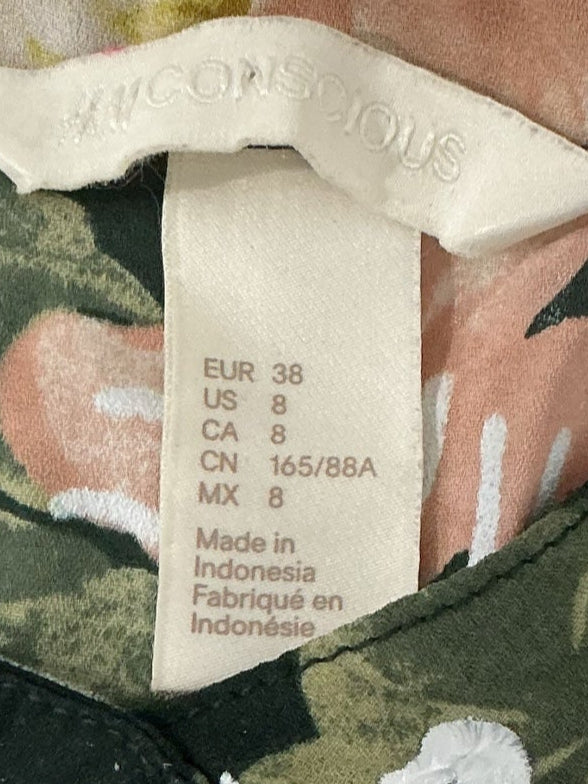 H&M CONSCIOUS
EUR 38
US 8
CA 8
CN 165/88A
MX 8
Made in
Indonesia
Fabriqué en
Indonésie